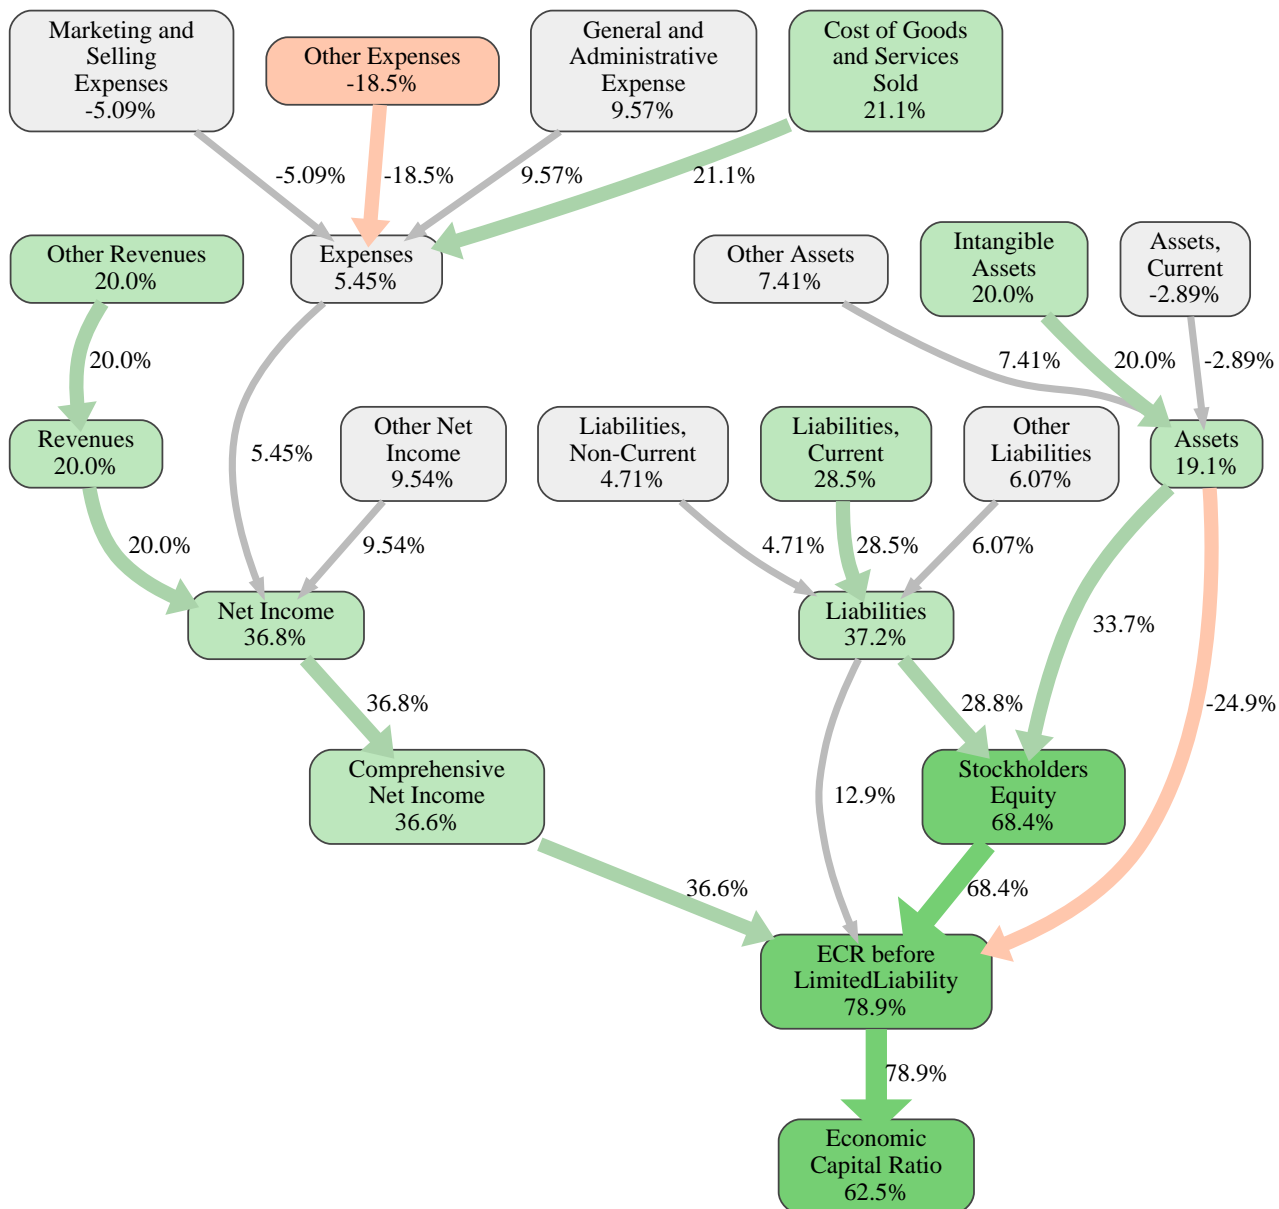 Marketing and
Selling
Expenses
-5.09%
Other Expenses
-18.5%
General and
Administrative
Expense
9.57%
Cost of Goods
and Services
Sold
21.1%
-5.09%
-18.5%
9.57%
21.1%
Other Revenues
20.0%
Expenses
5.45%
Other Assets
7.41%
Intangible
Assets
20.0%
Assets,
Current
-2.89%
20.0%
7.41%
20.0%
-2.89%
Revenues
20.0%
5.45%
Other Net
Income
9.54%
Liabilities,
Non-Current
4.71%
Liabilities,
Current
28.5%
Other
Liabilities
6.07%
Assets
19.1%
20.0%
9.54%
4.71%
28.5%
6.07%
Net Income
36.8%
Liabilities
37.2%
33.7%
36.8%
28.8%
-24.9%
Comprehensive
Net Income
36.6%
12.9%
Stockholders
Equity
68.4%
36.6%
68.4%
ECR before
LimitedLiability
78.9%
78.9%
Economic
Capital Ratio
62.5%